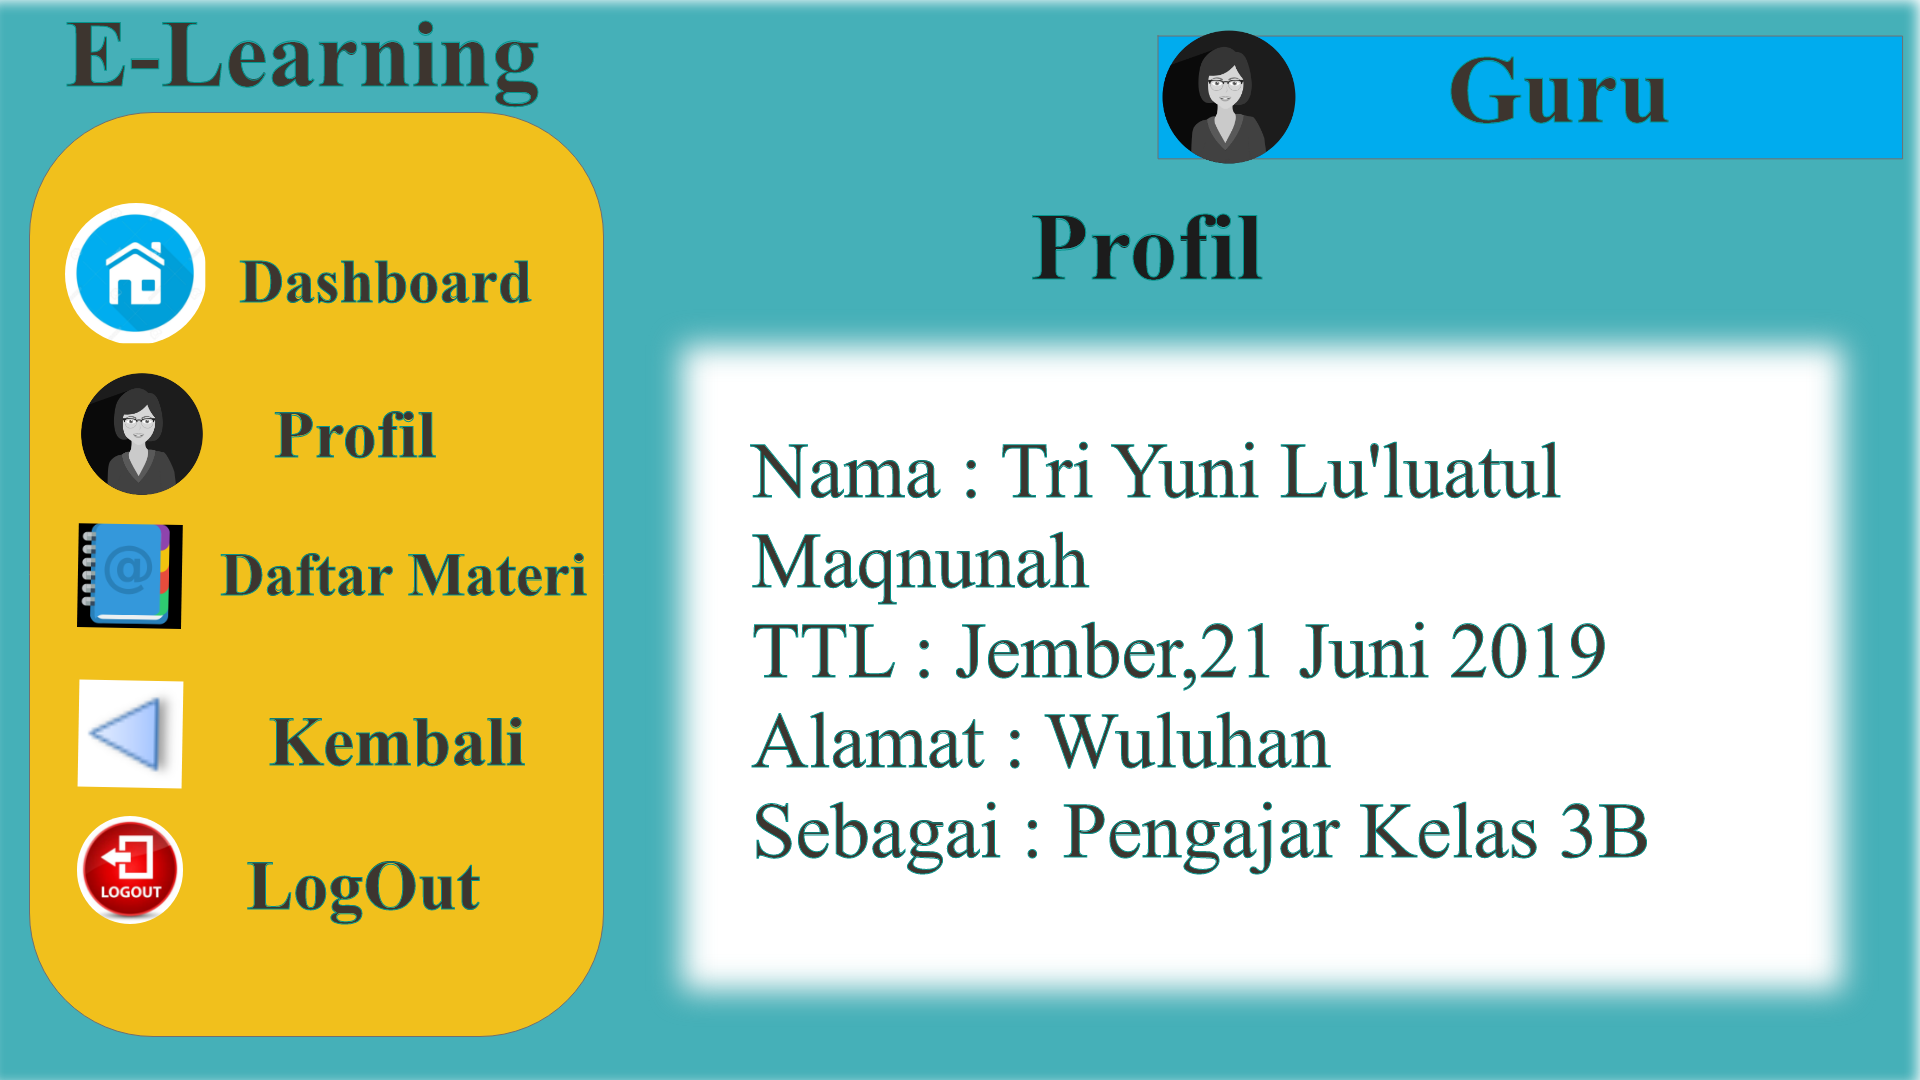 E-Learning
Guru
Profil
Dashboard
Profil
Daftar Materi
@
Kembali
LOGOUT
LogOut
Nama : Tri Yuni Lu'luatul
Maqnunah
TTL : Jember,21 Juni 2019
Alamat : Wuluhan
Sebagai : Pengajar Kelas 3B